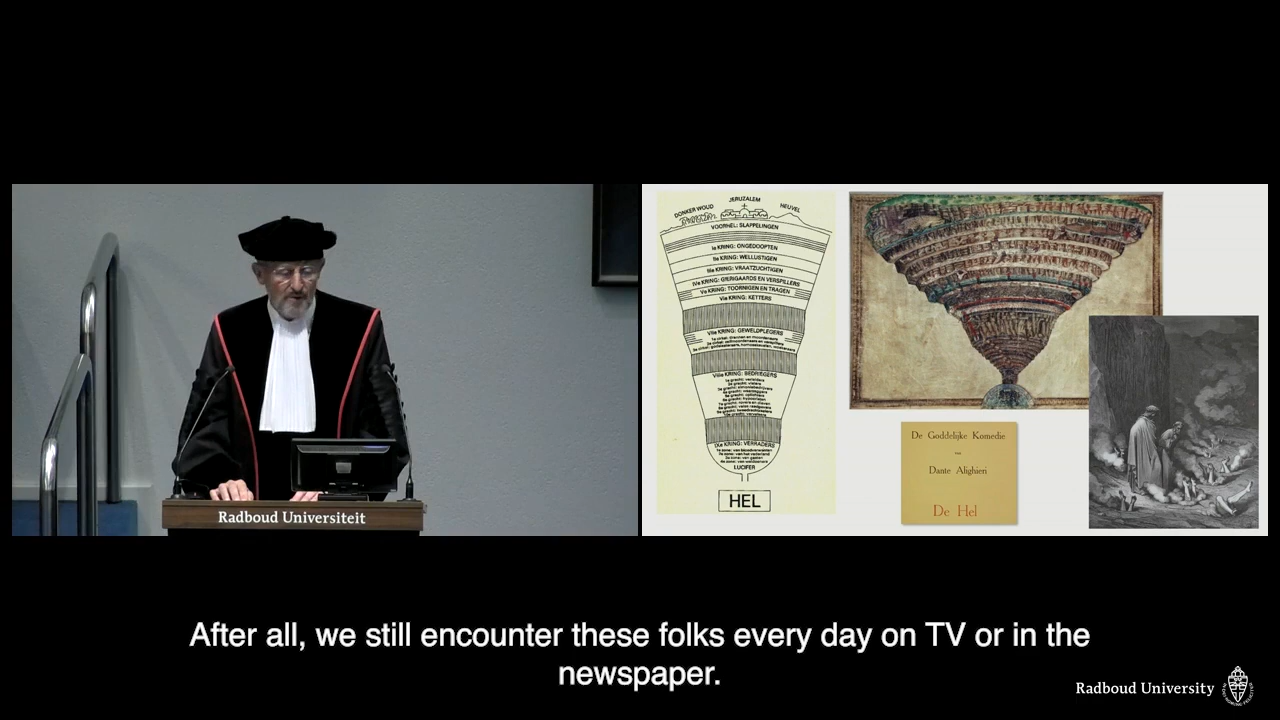 Radboud Universiteit
DONKER WOUD
JERUZALEM
HEUVEL
VOORHEL: SLAPPELINGEN
Ie KRING: ONGEDOOPTEN
IIe KRING: WELLUSTIGEN
IIIe KRING: VRAATZUCHTIGEN
IVe KRING: GIERIGAARDS EN VERSPILLERS
Ve KRING: TOORNIGEN EN TRAGEN
VIe KRING: KETTERS
VIIe KRING: GEWELDPLEGERS
VIIIe KRING: BEDRIEGERS
IXe KRING: VERRADERS
LUCIFER
HEL
De Goddelijke Komedie
van
Dante Alighieri
De Hel
After all, we still encounter these folks every day on TV or in the
newspaper.
Radboud University